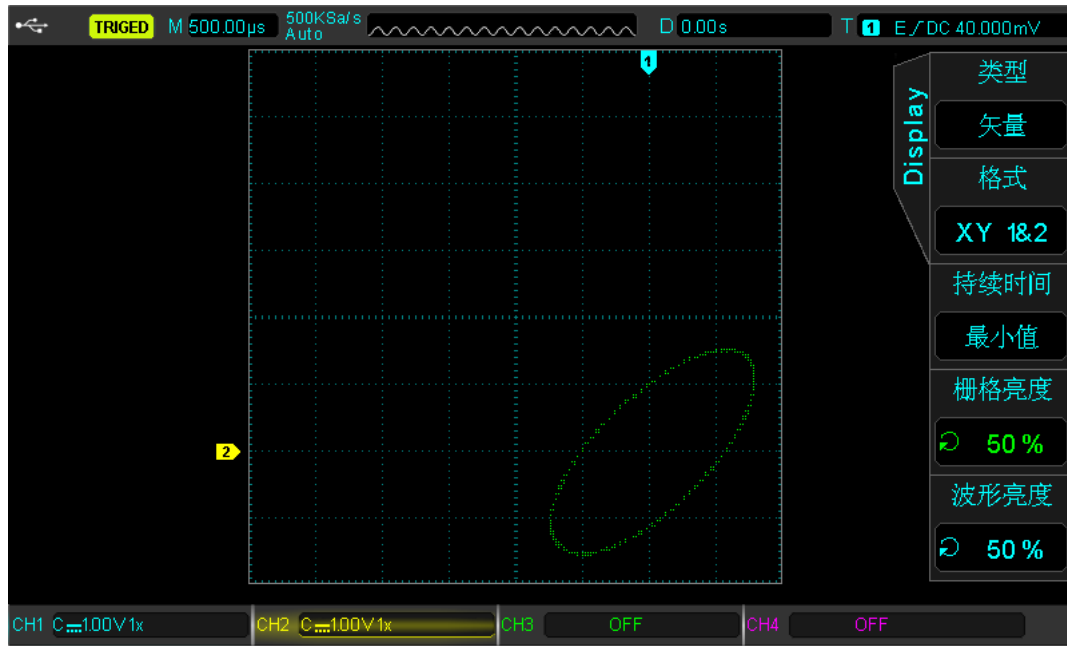 TRIGED M 500.00μs 500KSa/s Auto D 0.00s T 1 E DC 40.000mV
1
Display
类型
矢量
格式
XY 1&2
持续时间
最小值
栅格亮度
2
50 %
波形亮度
50 %
CH1 C 1.00V 1x CH2 C 1.00V 1x CH3 OFF CH4 OFF